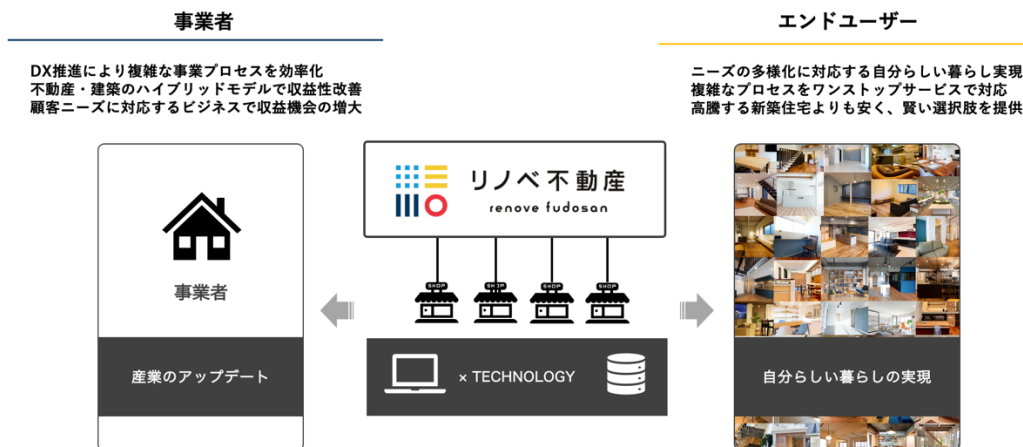 事業者
DX推進により複雑な事業プロセスを効率化
不動産・建築のハイブリッドモデルで収益性改善
顧客ニーズに対応するビジネスで収益機会の増大
事業者
産業のアップデート
リノベ不動産
renove fudosan
SHOP SHOP SHOP SHOP
× TECHNOLOGY
エンドユーザー
ニーズの多様化に対応する自分らしい暮らし実現
複雑なプロセスをワンストップサービスで対応
高騰する新築住宅よりも安く、賢い選択肢を提供
自分らしい暮らしの実現